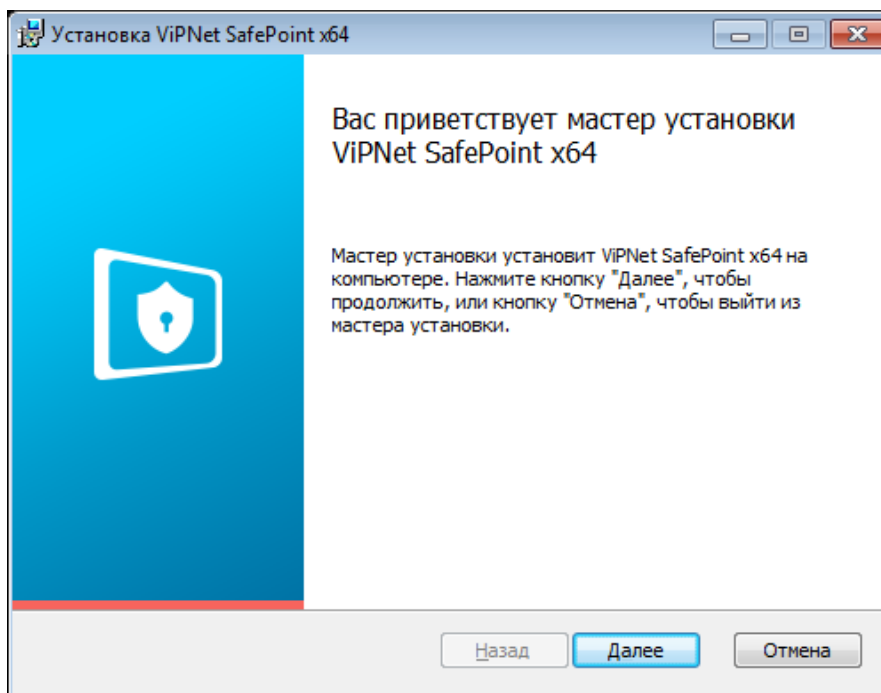 Установка ViPNet SafePoint x64
Вас приветствует мастер установки
ViPNet SafePoint x64
Мастер установки установит ViPNet SafePoint x64 на
компьютере. Нажмите кнопку "Далее", чтобы
продолжить, или кнопку "Отмена", чтобы выйти из
мастера установки.
Назад Далее Отмена